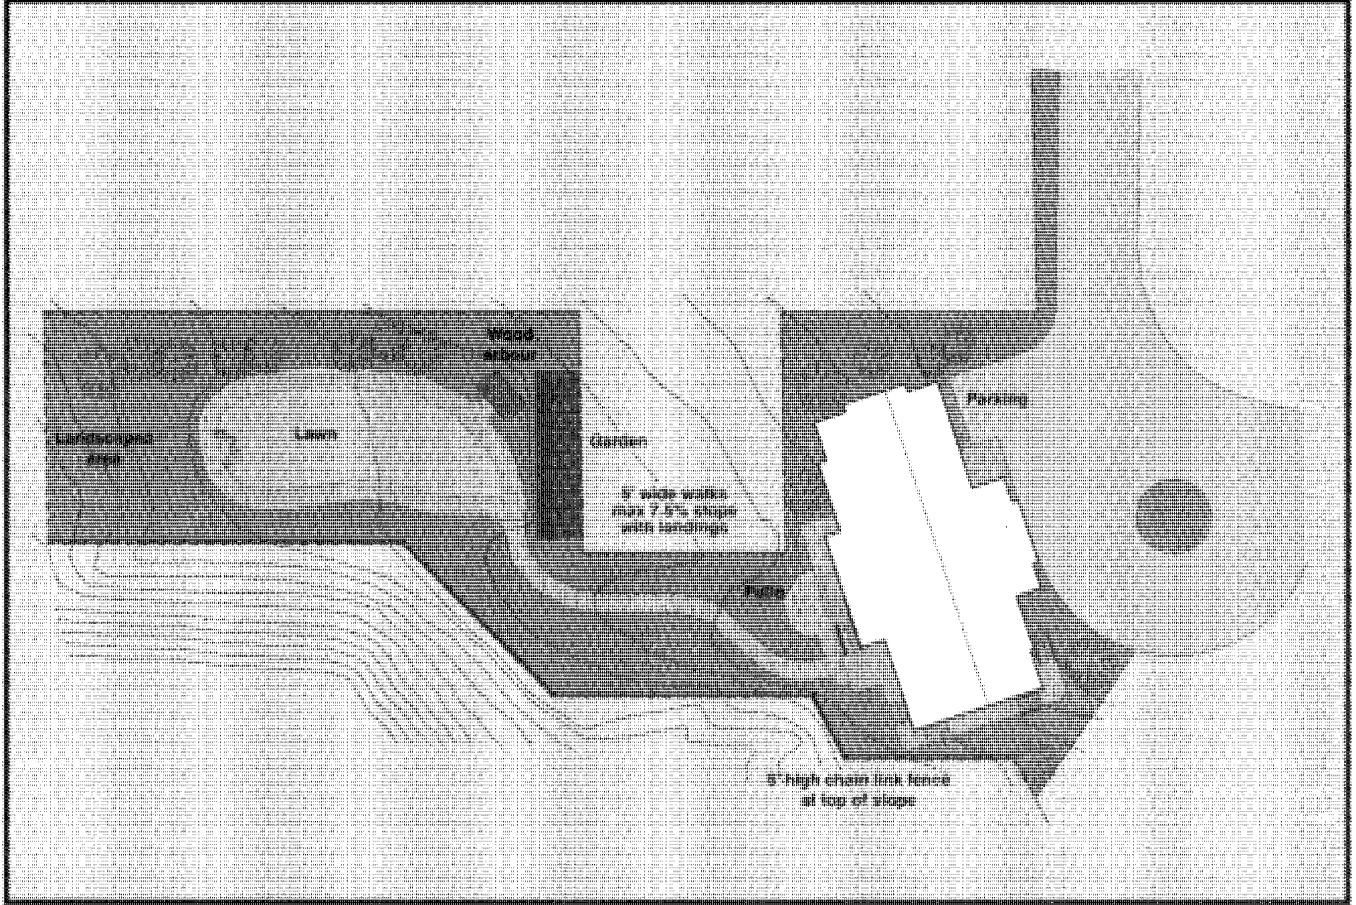 Wood
arbour
Parking
Landscaped
area
Lawn
Garden
5' wide walks
max 7.5% slope
with landings
Patio
5' high chain link fence
at top of slope